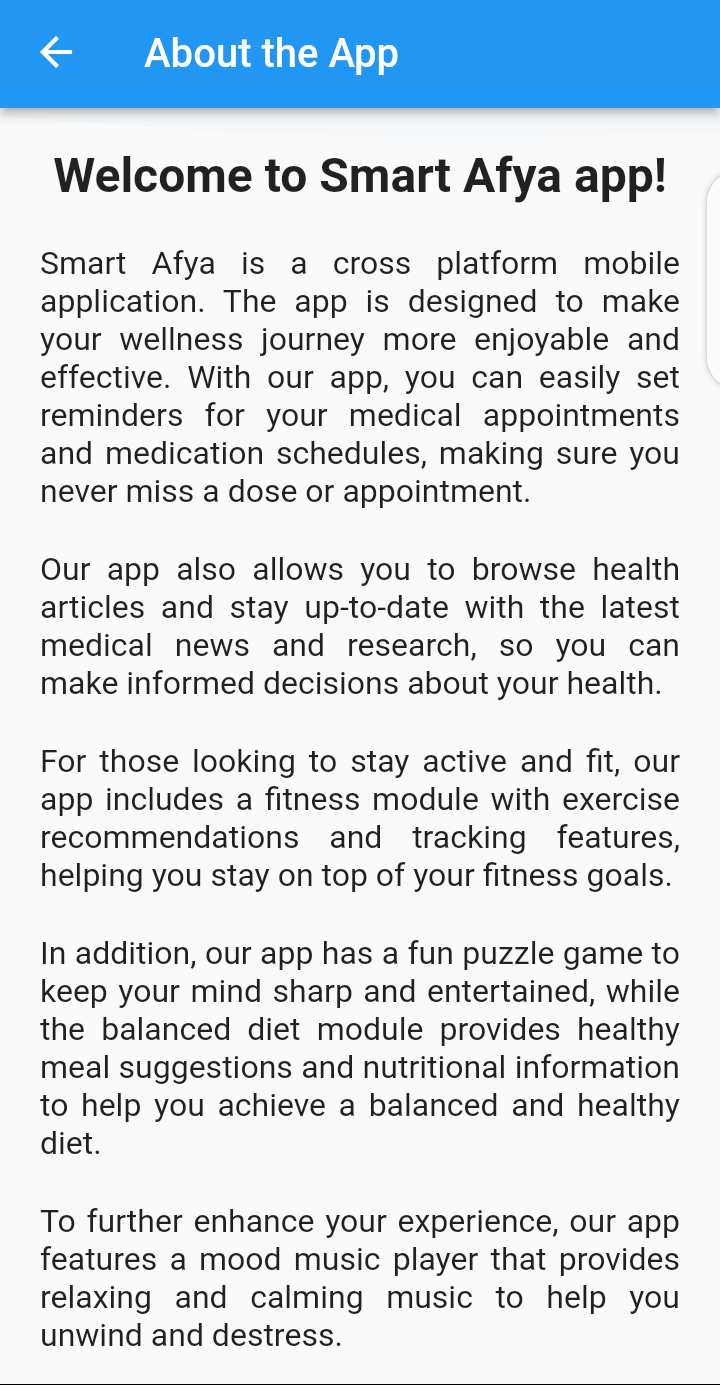 About the App
Welcome to Smart Afya app!
Smart Afya is a cross platform mobile
application. The app is designed to make
your wellness journey more enjoyable and
effective. With our app, you can easily set
reminders for your medical appointments
and medication schedules, making sure you
never miss a dose or appointment.
Our app also allows you to browse health
articles and stay up-to-date with the latest
medical news and research, so you can
make informed decisions about your health.
For those looking to stay active and fit, our
app includes a fitness module with exercise
recommendations and tracking features,
helping you stay on top of your fitness goals.
In addition, our app has a fun puzzle game to
keep your mind sharp and entertained, while
the balanced diet module provides healthy
meal suggestions and nutritional information
to help you achieve a balanced and healthy
diet.
To further enhance your experience, our app
features a mood music player that provides
relaxing and calming music to help you
unwind and destress.